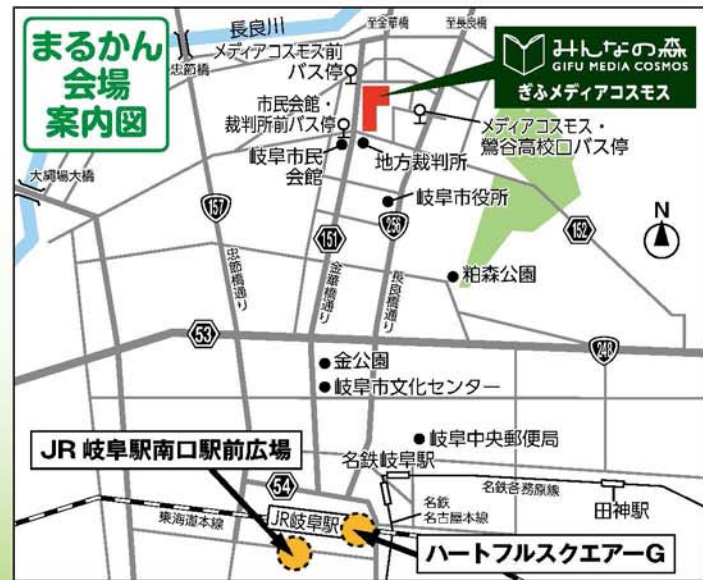 まるかん
会場
案内図
長良川
忠節橋
至金華橋
至長良橋
メディアコスモス前
バス停
みんなの森
GIFU MEDIA COSMOS
ぎふメディアコスモス
市民会館・
裁判所前バス停
岐阜市民
会館
地方裁判所
メディアコスモス・
鶯谷高校口バス停
大縄場大橋
157
忠節橋通り
岐阜市役所
256
151
金華橋通り
長良橋通り
152
N
粕森公園
53
248
金公園
岐阜市文化センター
JR岐阜駅南口駅前広場
岐阜中央郵便局
名鉄岐阜駅
54
東海道本線
JR岐阜駅
名鉄
名古屋本線
名鉄各務原線
田神駅
ハートフルスクエアーG